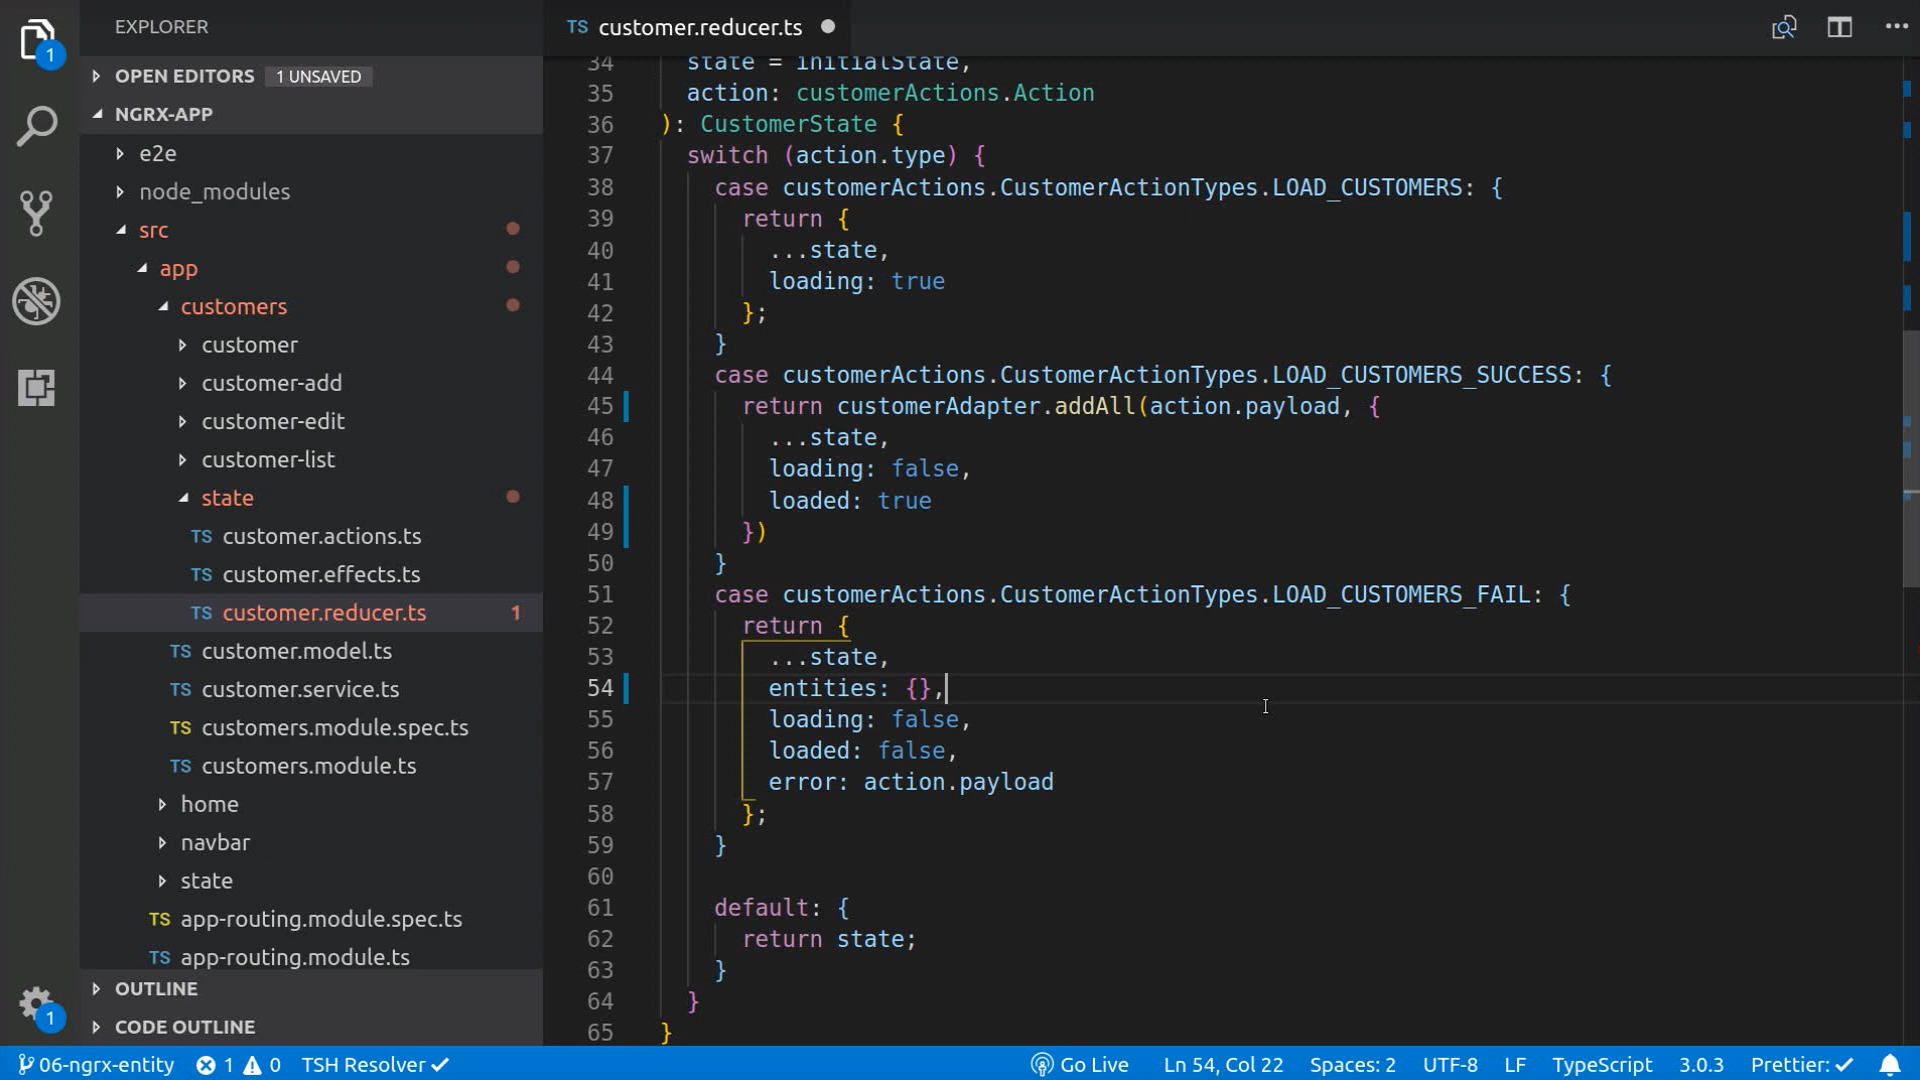 EXPLORER
OPEN EDITORS 1 UNSAVED
NGRX-APP
e2e
node_modules
src
app
customers
customer
customer-add
customer-edit
customer-list
state
TS customer.actions.ts
TS customer.effects.ts
TS customer.reducer.ts 1
TS customer.model.ts
TS customer.service.ts
TS customers.module.spec.ts
TS customers.module.ts
home
navbar
state
TS app-routing.module.spec.ts
TS app-routing.module.ts
OUTLINE
CODE OUTLINE
1
1
TS customer.reducer.ts
34 state = initialState,
35 action: customerActions.Action
36 ): CustomerState {
37 switch (action.type) {
38 case customerActions.CustomerActionTypes.LOAD_CUSTOMERS: {
39 return {
40 ...state,
41 loading: true
42 };
43 }
44 case customerActions.CustomerActionTypes.LOAD_CUSTOMERS_SUCCESS: {
45 return customerAdapter.addAll(action.payload, {
46 ...state,
47 loading: false,
48 loaded: true
49 })
50 }
51 case customerActions.CustomerActionTypes.LOAD_CUSTOMERS_FAIL: {
52 return {
53 ...state,
54 entities: {},
55 loading: false,
56 loaded: false,
57 error: action.payload
58 };
59 }
60
61 default: {
62 return state;
63 }
64 }
65 }
06-ngrx-entity 1 0 TSH Resolver ✓ Go Live Ln 54, Col 22 Spaces: 2 UTF-8 LF TypeScript 3.0.3 Prettier: ✓